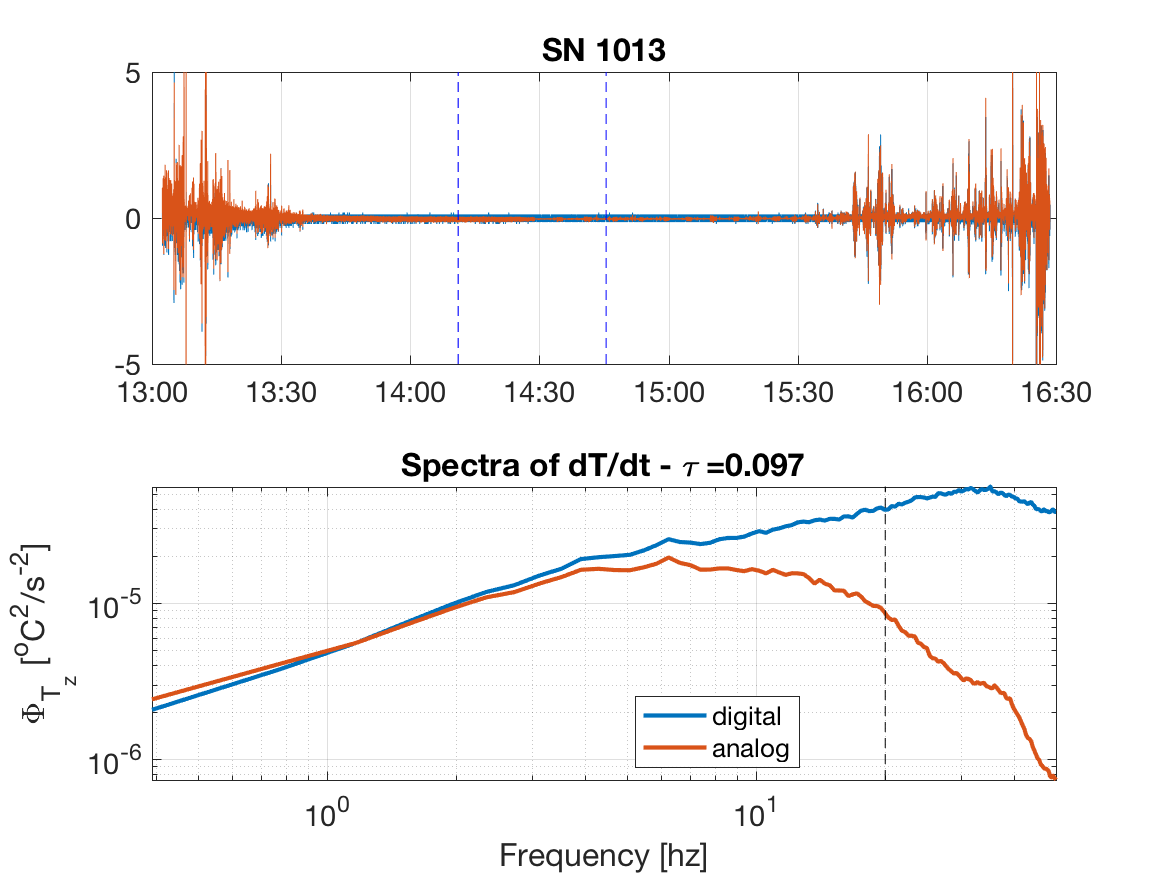 SN 1013
5
0
-5
13:00 13:30 14:00 14:30 15:00 15:30 16:00 16:30
Spectra of dT/dt - τ =0.097
Φ_{T_z} [°C²/s⁻²]
10⁻⁵
10⁻⁶
digital
analog
10⁰ 10¹
Frequency [hz]